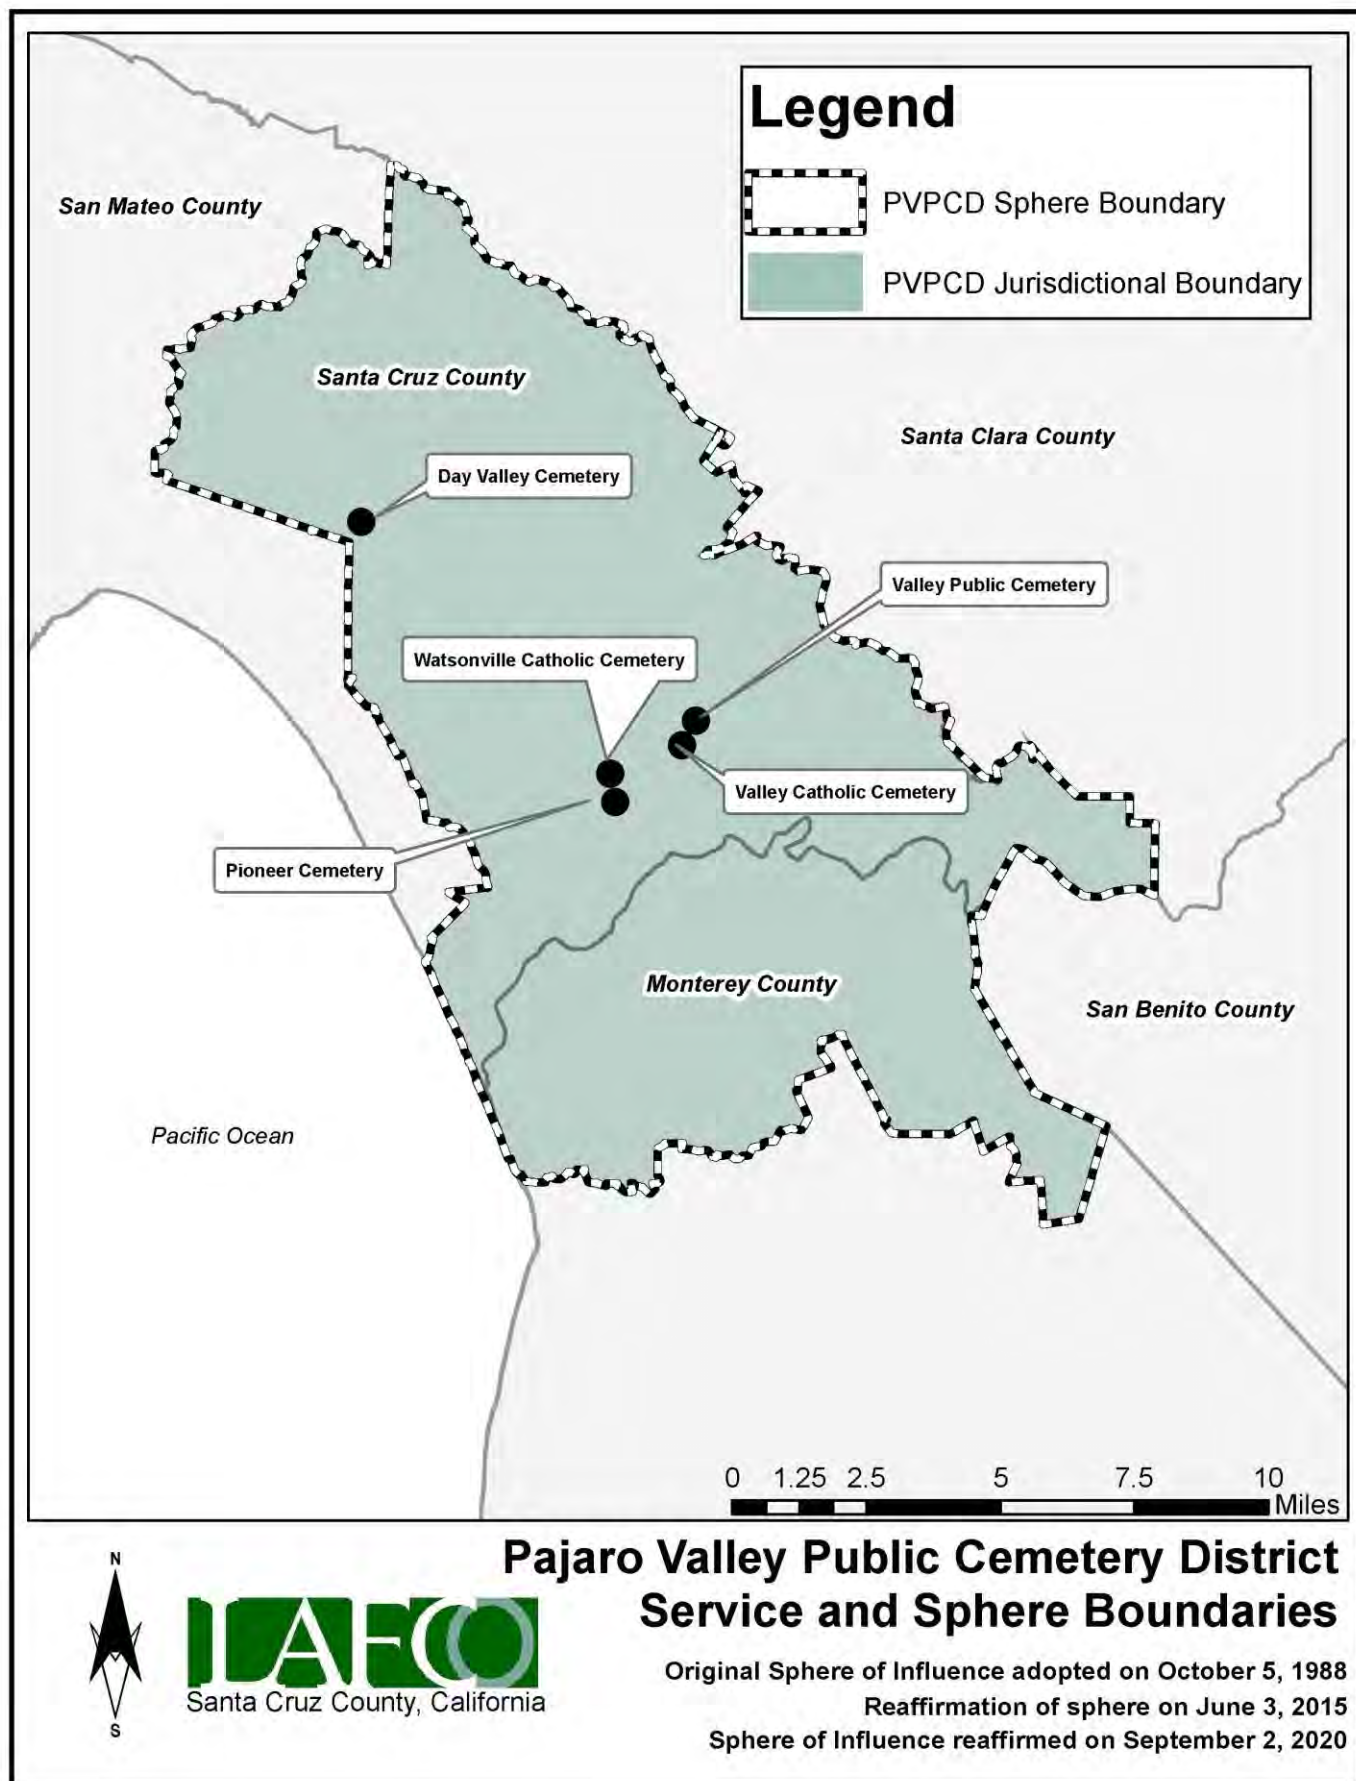 Legend
PVPCD Sphere Boundary
PVPCD Jurisdictional Boundary
San Mateo County
Santa Cruz County
Santa Clara County
Day Valley Cemetery
Valley Public Cemetery
Watsonville Catholic Cemetery
Valley Catholic Cemetery
Pioneer Cemetery
Monterey County
San Benito County
Pacific Ocean
0 1.25 2.5 5 7.5 10
Miles
Pajaro Valley Public Cemetery District
Service and Sphere Boundaries
N
S
LAFCO
Santa Cruz County, California
Original Sphere of Influence adopted on October 5, 1988
Reaffirmation of sphere on June 3, 2015
Sphere of Influence reaffirmed on September 2, 2020